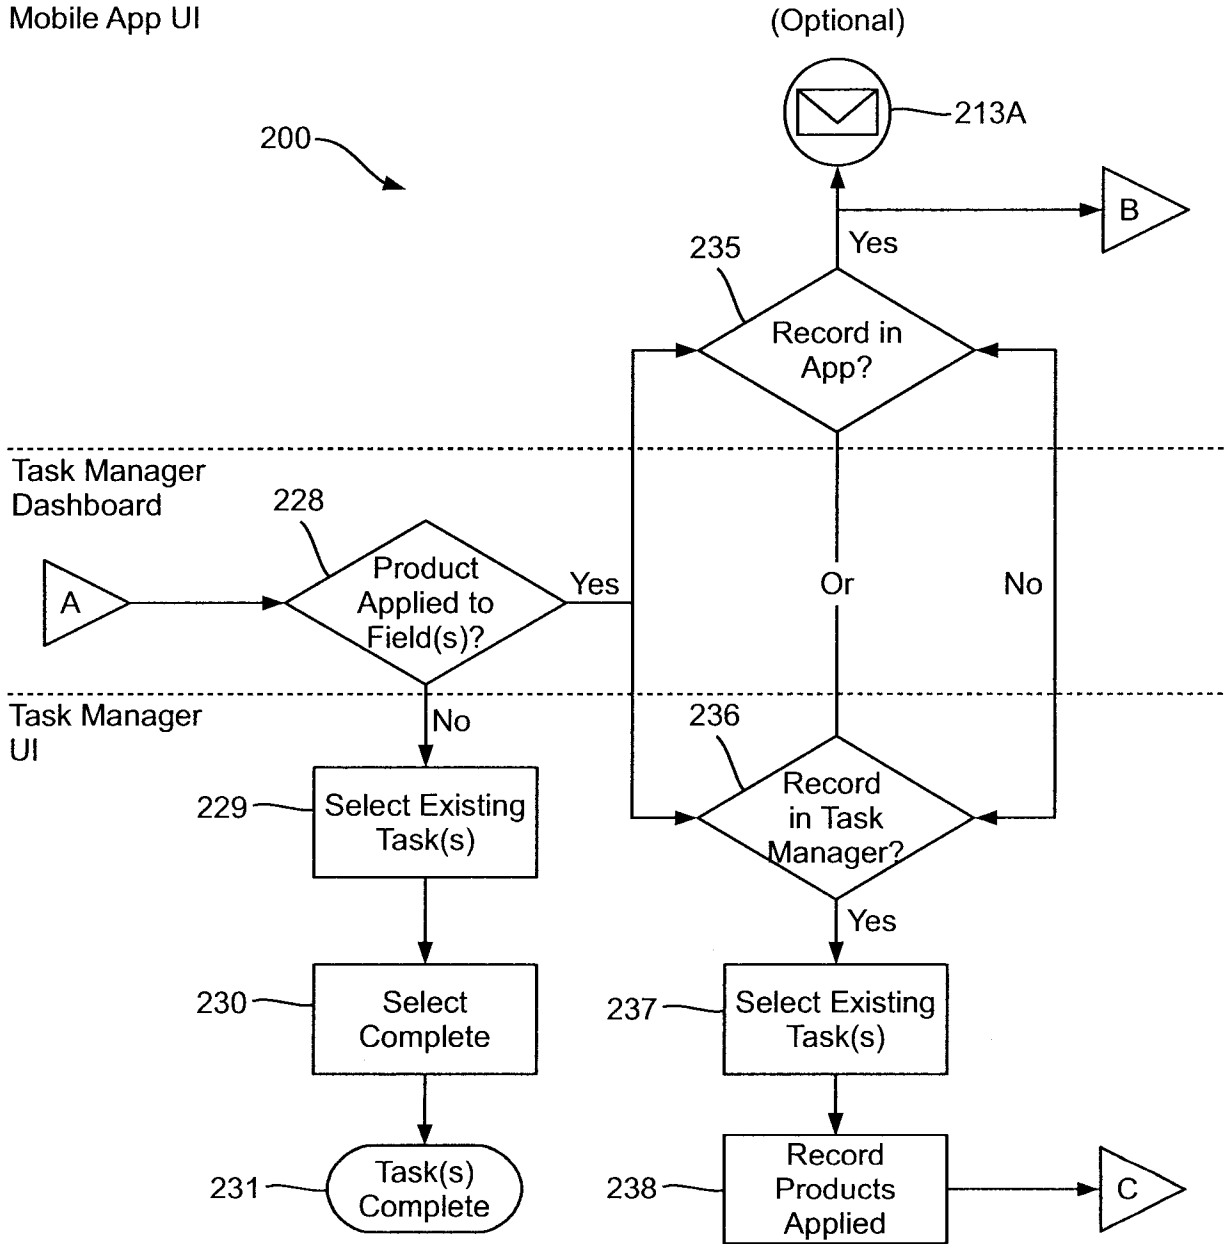 Mobile App UI
(Optional)
213A
200
B
Yes
235
Record in
App?
Task Manager
Dashboard
228
A
Product
Applied to
Field(s)?
Yes
Or
No
Task Manager
UI
No
236
229
Select Existing
Task(s)
Record
in Task
Manager?
Yes
230
Select
Complete
237
Select Existing
Task(s)
231
Task(s)
Complete
238
Record
Products
Applied
C